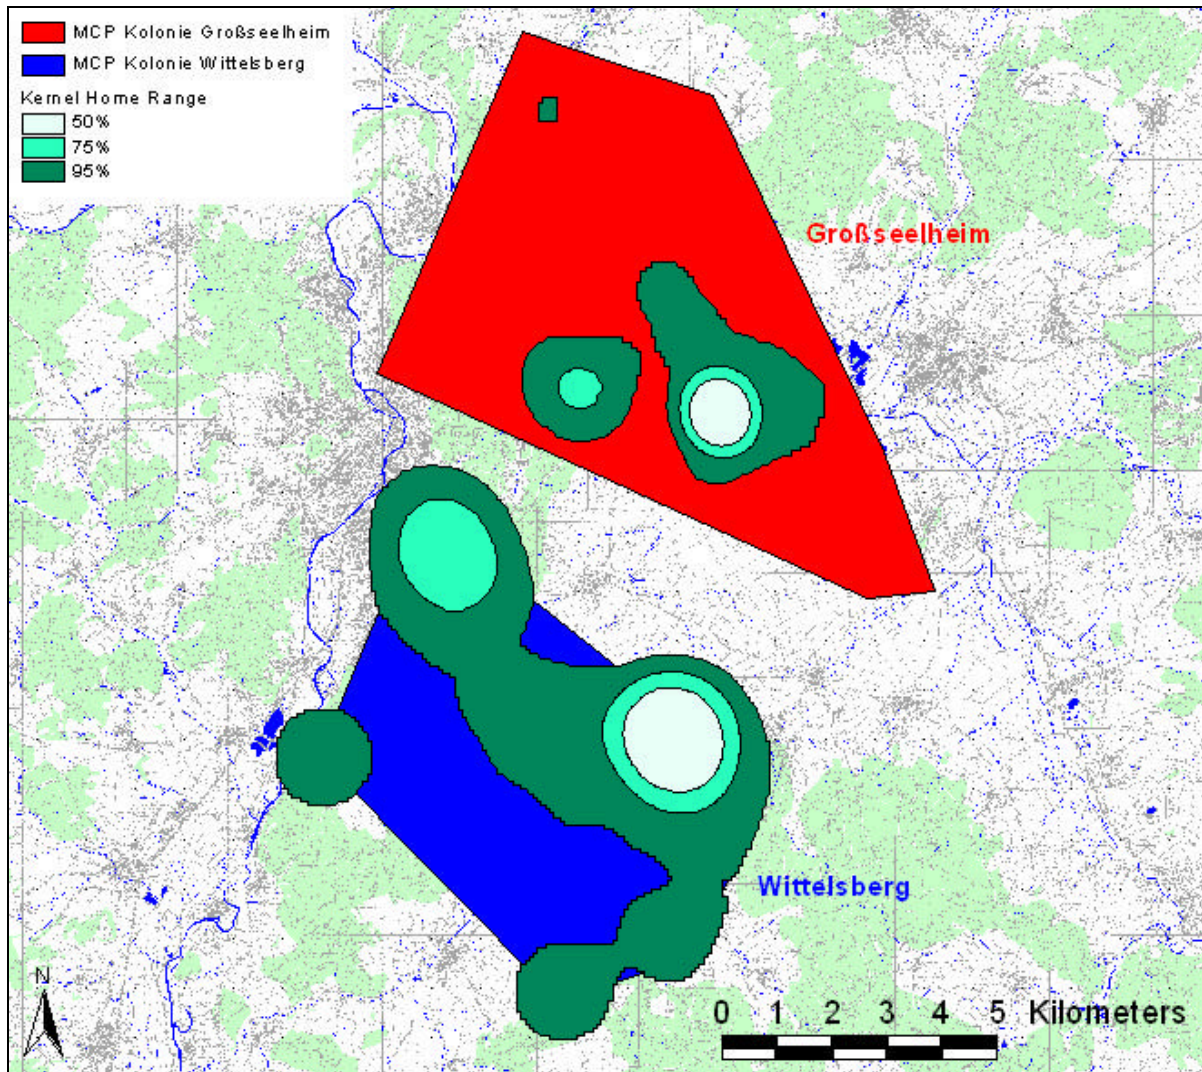 MCP Kolonie Großseelheim
MCP Kolonie Wittelsberg
Kernel Home Range
50%
75%
95%
Großseelheim
Wittelsberg
N
0 1 2 3 4 5 Kilometers